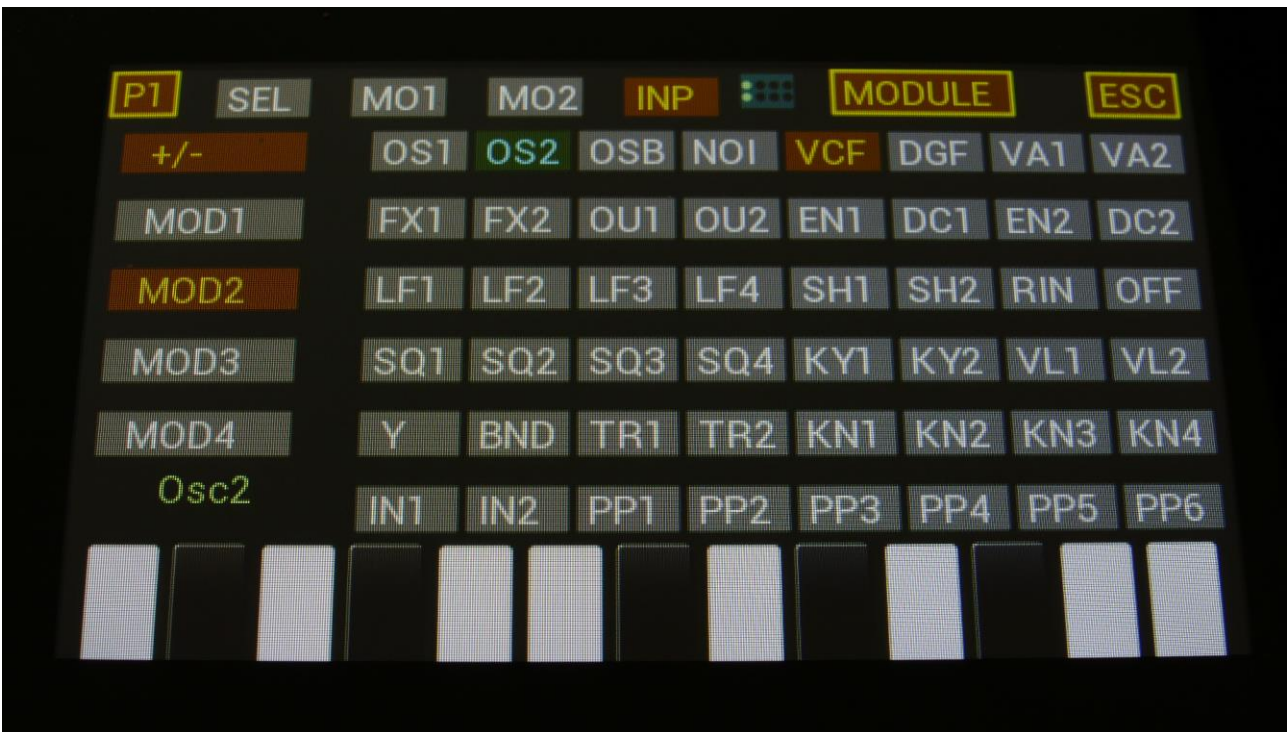 P1 SEL MO1 MO2 INP MODULE ESC
+/- OS1 OS2 OSB NOI VCF DGF VA1 VA2
MOD1 FX1 FX2 OU1 OU2 EN1 DC1 EN2 DC2
MOD2 LF1 LF2 LF3 LF4 SH1 SH2 RIN OFF
MOD3 SQ1 SQ2 SQ3 SQ4 KY1 KY2 VL1 VL2
MOD4 Y BND TR1 TR2 KN1 KN2 KN3 KN4
Osc2
IN1 IN2 PP1 PP2 PP3 PP4 PP5 PP6